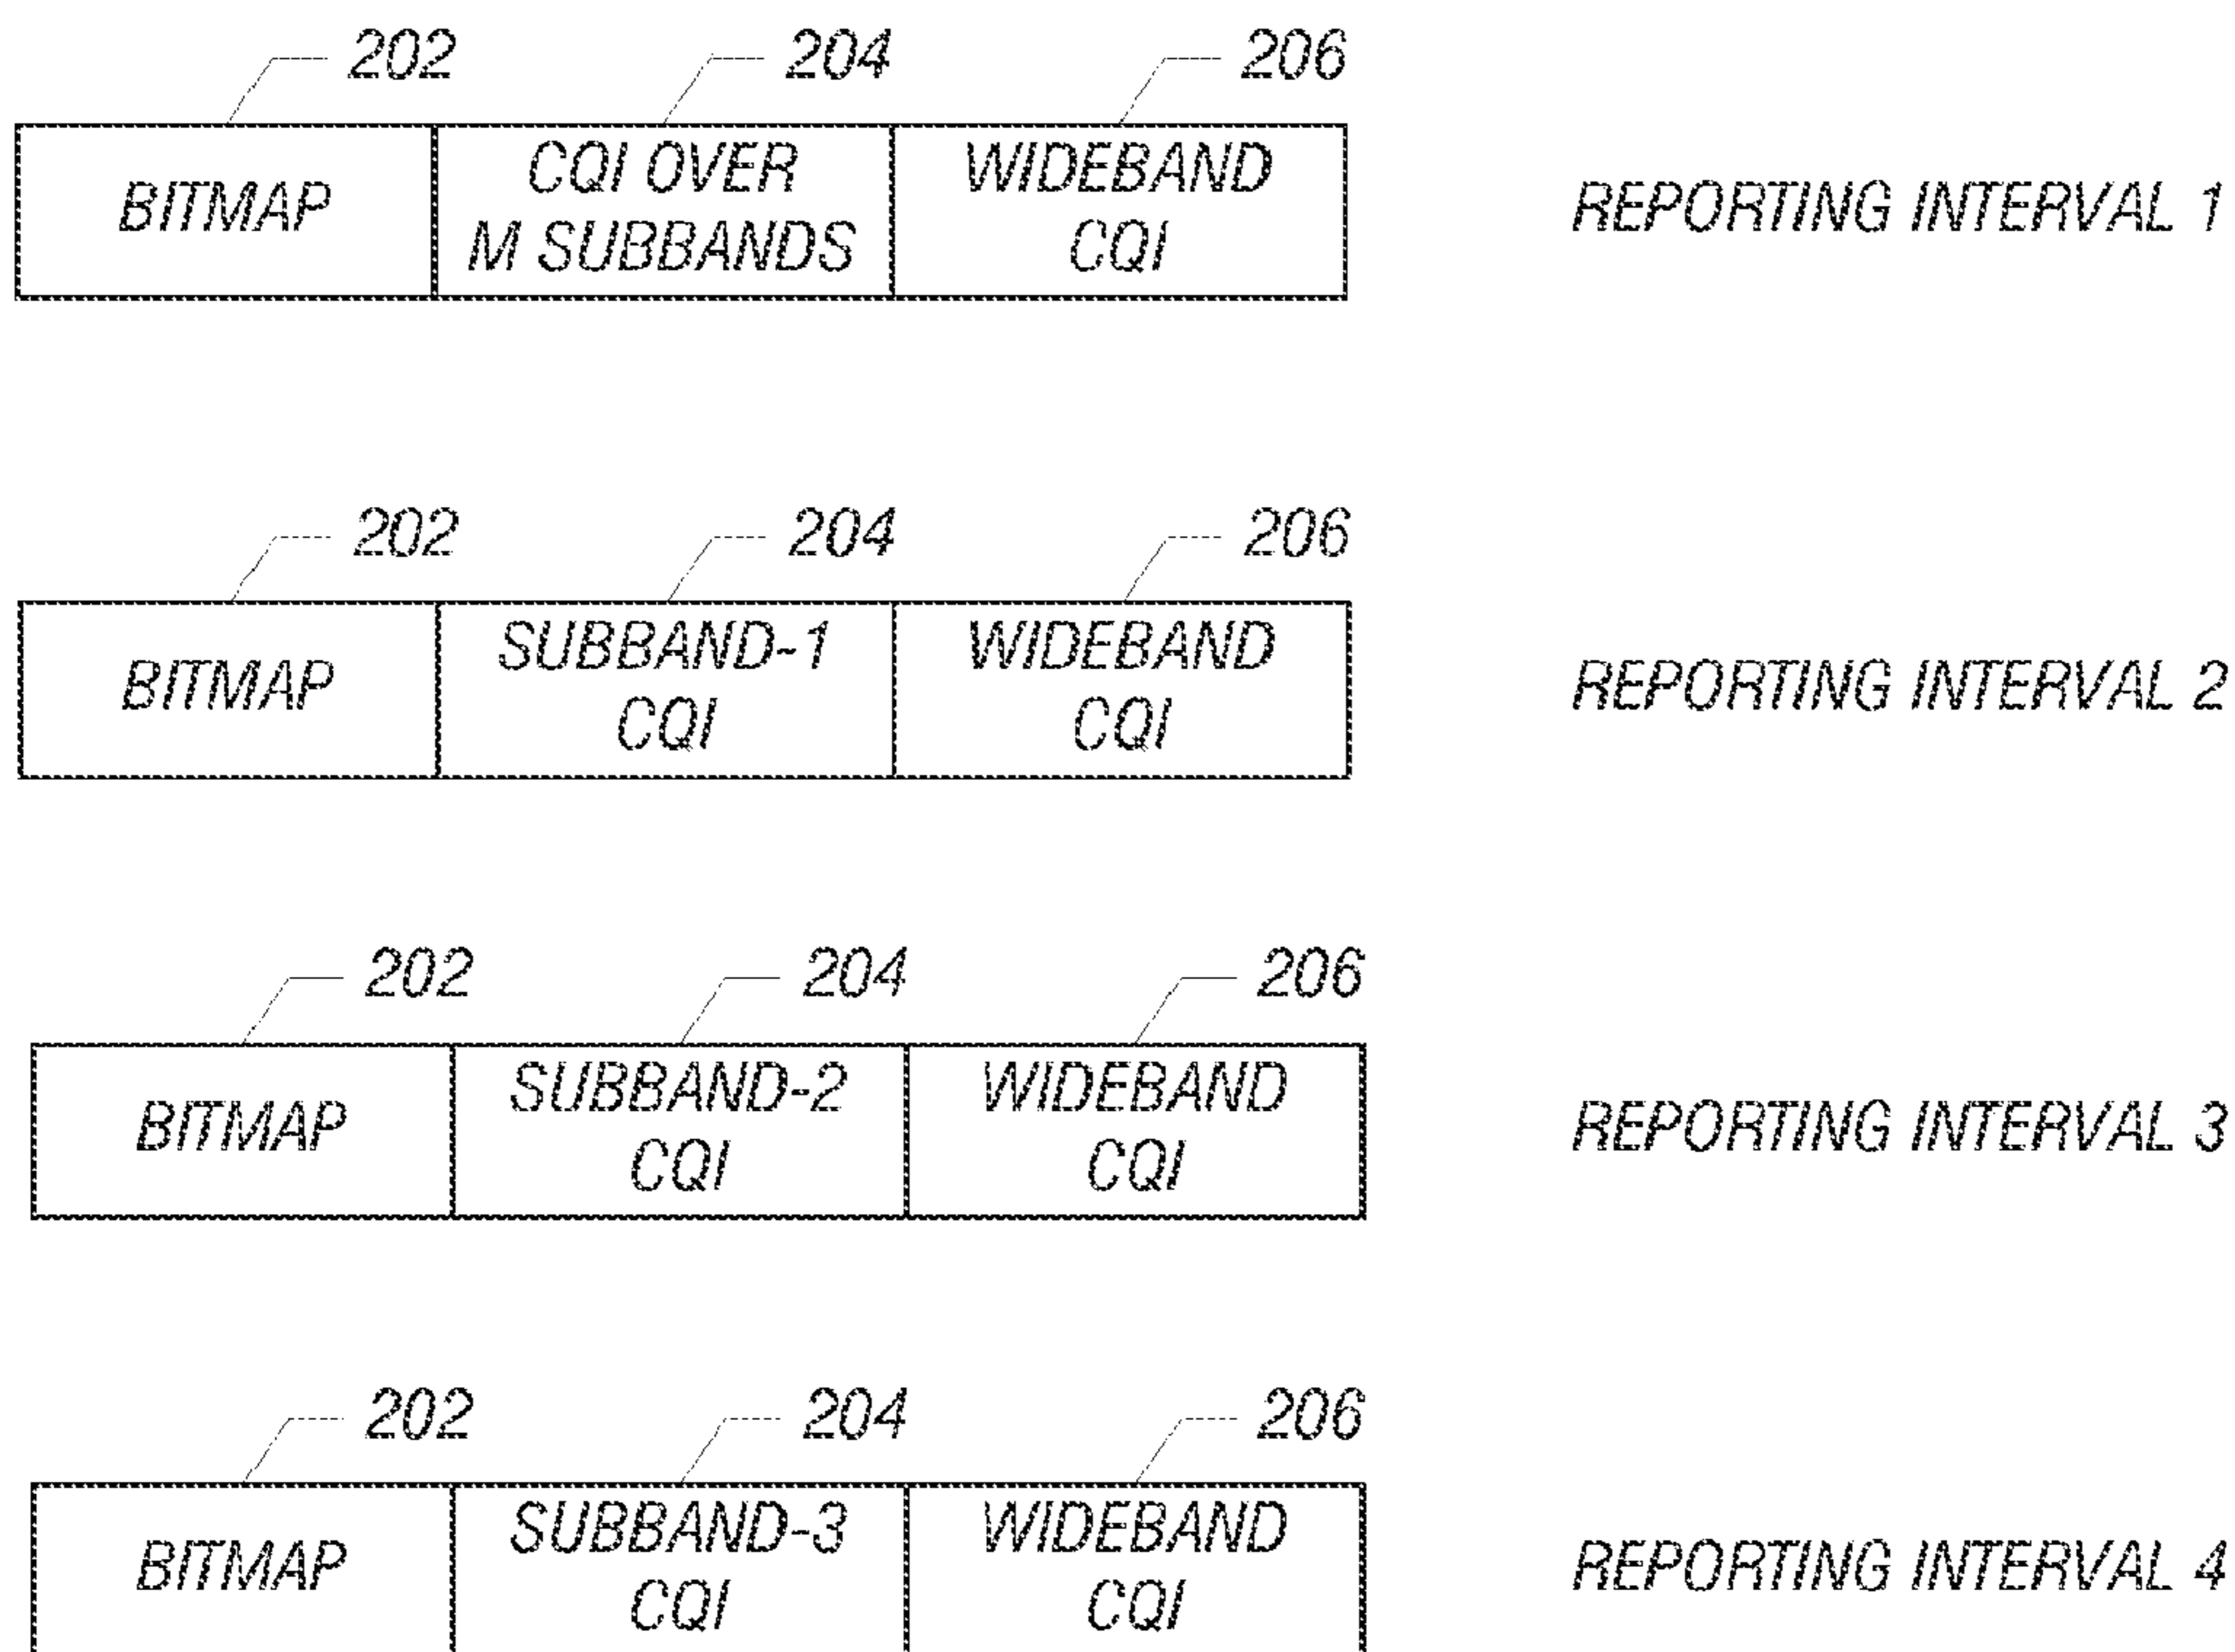 202 204 206
BITMAP
CQI OVER
M SUBBANDS
WIDEBAND
CQI
REPORTING INTERVAL 1
202 204 206
BITMAP
SUBBAND-1
CQI
WIDEBAND
CQI
REPORTING INTERVAL 2
202 204 206
BITMAP
SUBBAND-2
CQI
WIDEBAND
CQI
REPORTING INTERVAL 3
202 204 206
BITMAP
SUBBAND-3
CQI
WIDEBAND
CQI
REPORTING INTERVAL 4